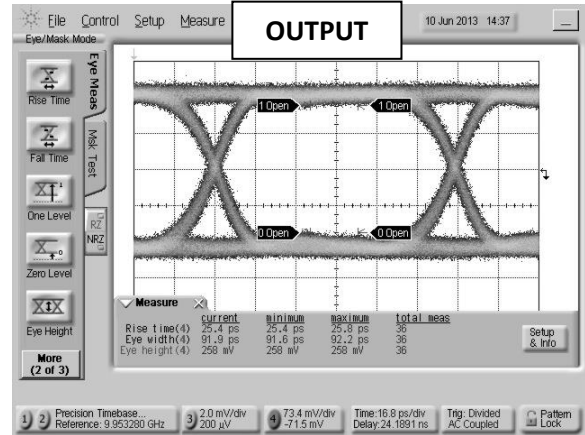 File Control Setup Measure
OUTPUT
10 Jun 2013 14:37
Eye/Mask Mode
Rise Time
Fall Time
One Level
Zero Level
Eye Height
More
(2 of 3)
Eye Meas
Msk Test
RZ
NRZ
1 Open
1 Open
0 Open
0 Open
Measure
current minimum maximum total meas
Rise time(4) 25.4 ps 25.4 ps 25.8 ps 36
Eye width(4) 91.9 ps 91.6 ps 92.2 ps 36
Eye height(4) 258 mV 258 mV 258 mV 36
Setup
& Info
1 2 Precision Timebase...
Reference: 9.953280 GHz
3 2.0 mV/div
200 µV
4 73.4 mV/div
-71.5 mV
Time:16.8 ps/div
Delay:24.1891 ns
Trig: Divided
AC Coupled
Pattern
Lock